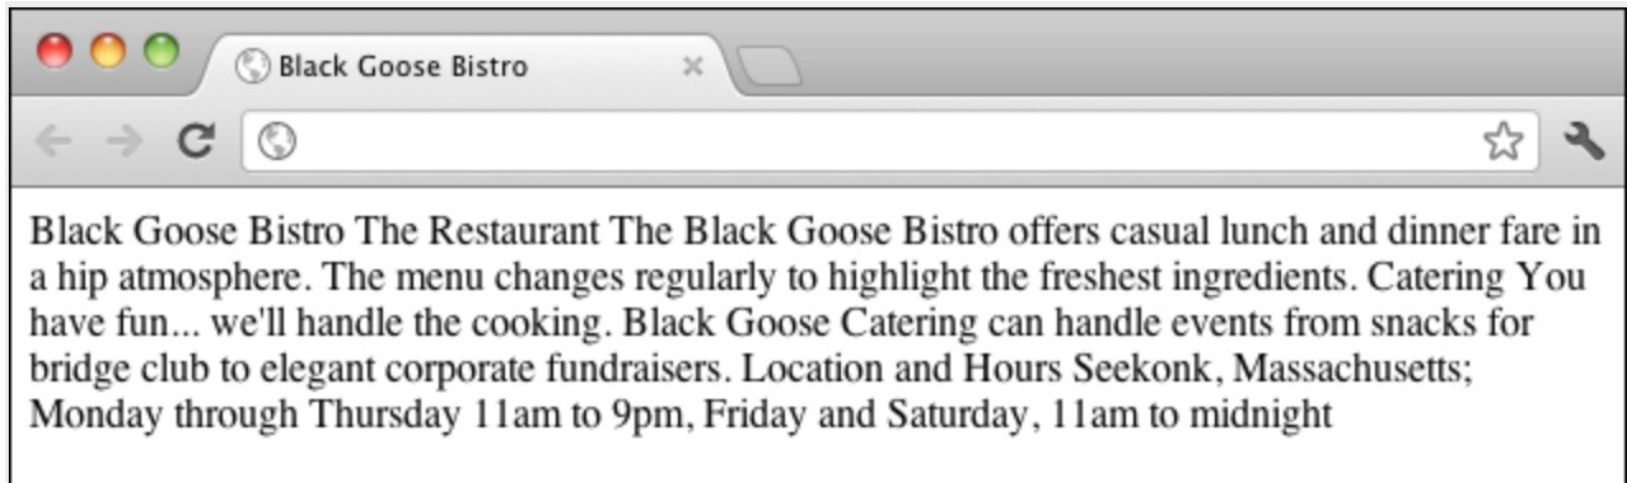 Black Goose Bistro
Black Goose Bistro The Restaurant The Black Goose Bistro offers casual lunch and dinner fare in
a hip atmosphere. The menu changes regularly to highlight the freshest ingredients. Catering You
have fun... we'll handle the cooking. Black Goose Catering can handle events from snacks for
bridge club to elegant corporate fundraisers. Location and Hours Seekonk, Massachusetts;
Monday through Thursday 11am to 9pm, Friday and Saturday, 11am to midnight